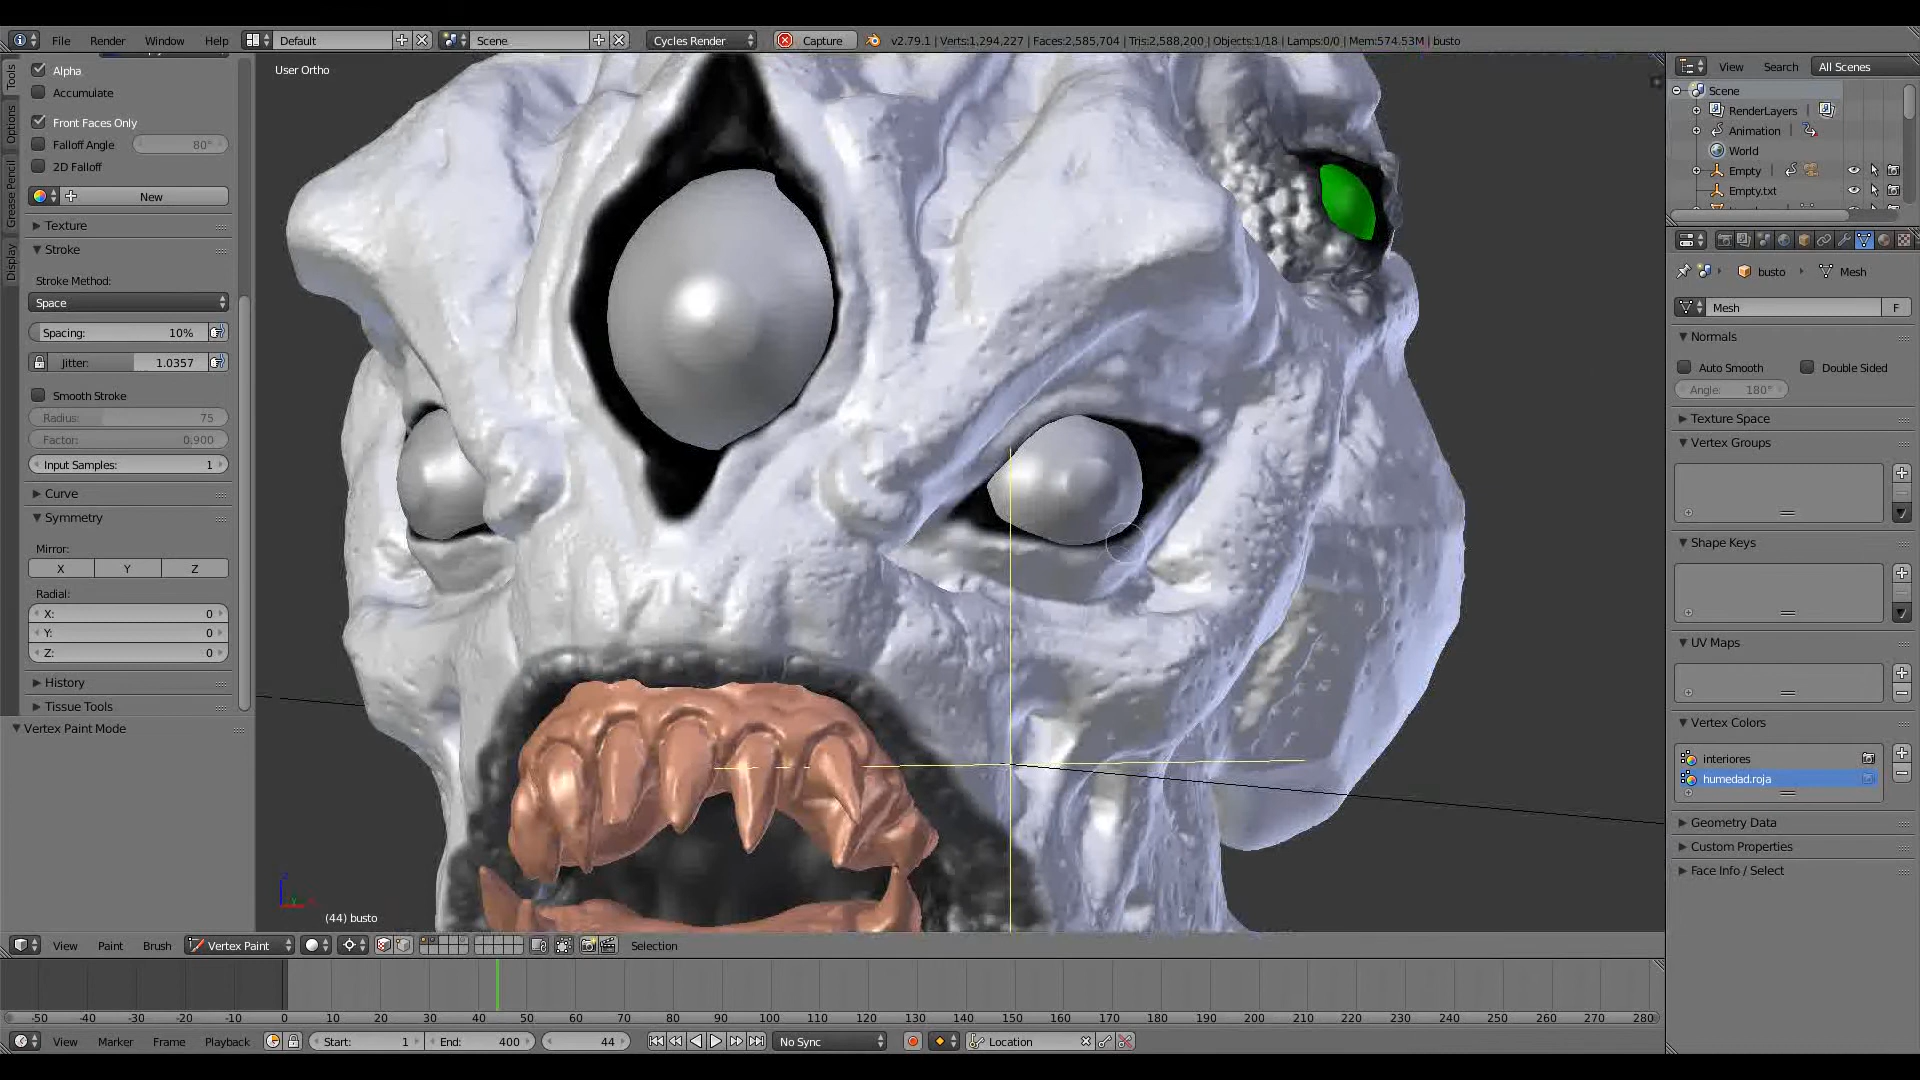 File Render Window Help Default Scene Cycles Render Capture v2.79.1 | Verts:1,294,227 | Faces:2,585,704 | Tris:2,588,200 | Objects:1/18 | Lamps:0/0 | Mem:574.53M | busto
Tools
Options
Grease Pencil
Display
Alpha
Accumulate
Front Faces Only
Falloff Angle 80°
2D Falloff
New
Texture
Stroke
Stroke Method:
Space
Spacing: 10%
Jitter: 1.0357
Smooth Stroke
Radius: 75
Factor: 0.900
Input Samples: 1
Curve
Symmetry
Mirror:
X Y Z
Radial:
X: 0
Y: 0
Z: 0
History
Tissue Tools
Vertex Paint Mode
User Ortho
(44) busto
View Search All Scenes
Scene
RenderLayers
Animation
World
Empty
Empty.txt
busto Mesh
Mesh F
Normals
Auto Smooth Double Sided
Angle: 180°
Texture Space
Vertex Groups
Shape Keys
UV Maps
Vertex Colors
interiores
humedad.roja
Geometry Data
Custom Properties
Face Info / Select
View Paint Brush Vertex Paint Selection
-50 -40 -30 -20 -10 0 10 20 30 40 50 60 70 80 90 100 110 120 130 140 150 160 170 180 190 200 210 220 230 240 250 260 270 280
View Marker Frame Playback Start: 1 End: 400 44 No Sync Location